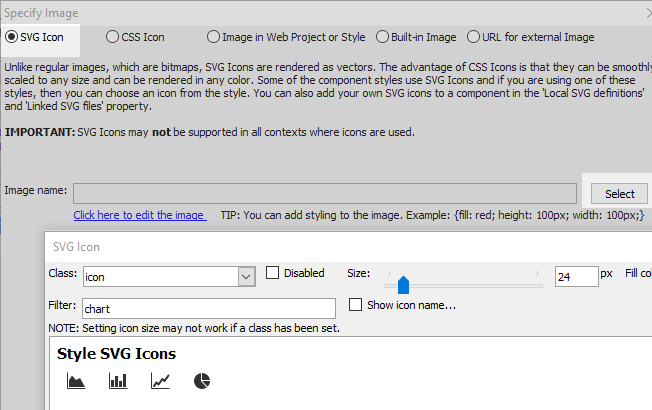 Specify Image
SVG Icon CSS Icon Image in Web Project or Style Built-in Image URL for external Image
Unlike regular images, which are bitmaps, SVG Icons are rendered as vectors. The advantage of CSS Icons is that they can be smoothly
scaled to any size and can be rendered in any color. Some of the component styles use SVG Icons and if you are using one of these
styles, then you can choose an icon from the style. You can also add your own SVG icons to a component in the 'Local SVG definitions'
and 'Linked SVG files' property.
IMPORTANT: SVG Icons may not be supported in all contexts where icons are used.
Image name: Select
Click here to edit the image TIP: You can add styling to the image. Example: {fill: red; height: 100px; width: 100px;}
SVG Icon
Class: icon Disabled Size: 24 px Fill co
Filter: chart Show icon name...
NOTE: Setting icon size may not work if a class has been set.
Style SVG Icons